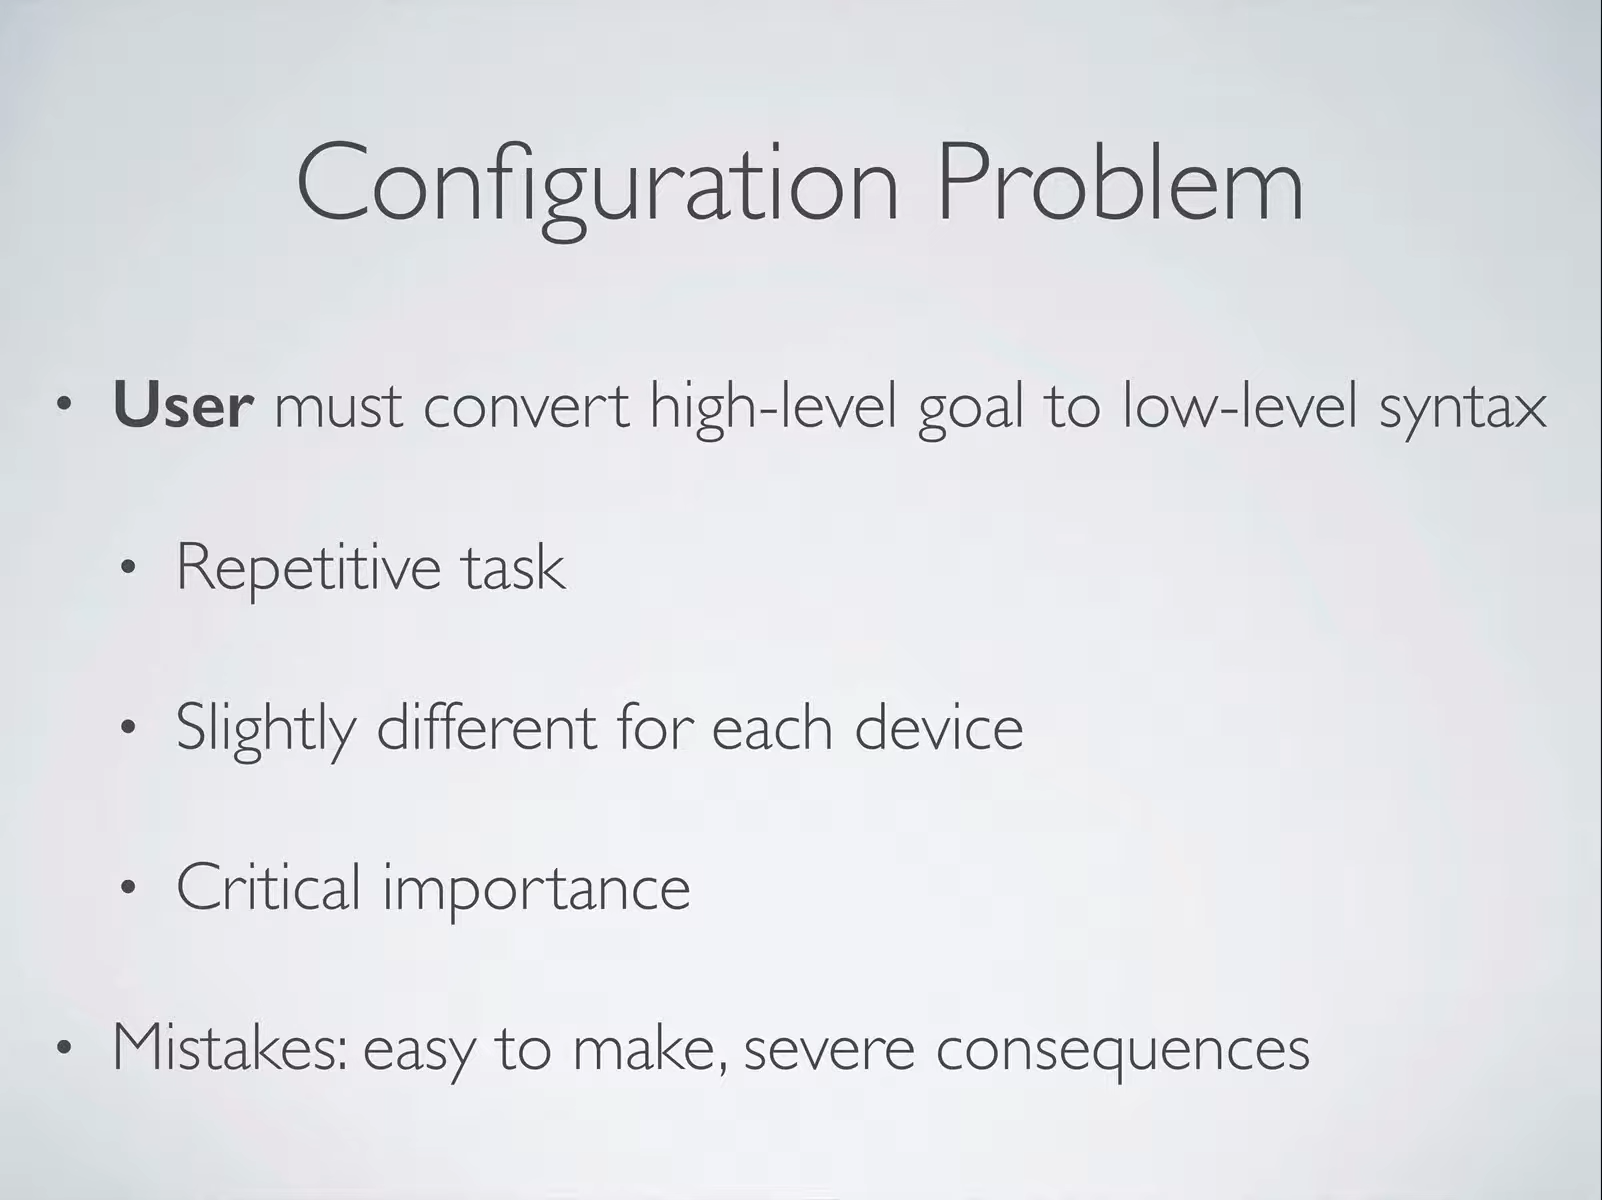 Configuration Problem
• User must convert high-level goal to low-level syntax
• Repetitive task
• Slightly different for each device
• Critical importance
• Mistakes: easy to make, severe consequences